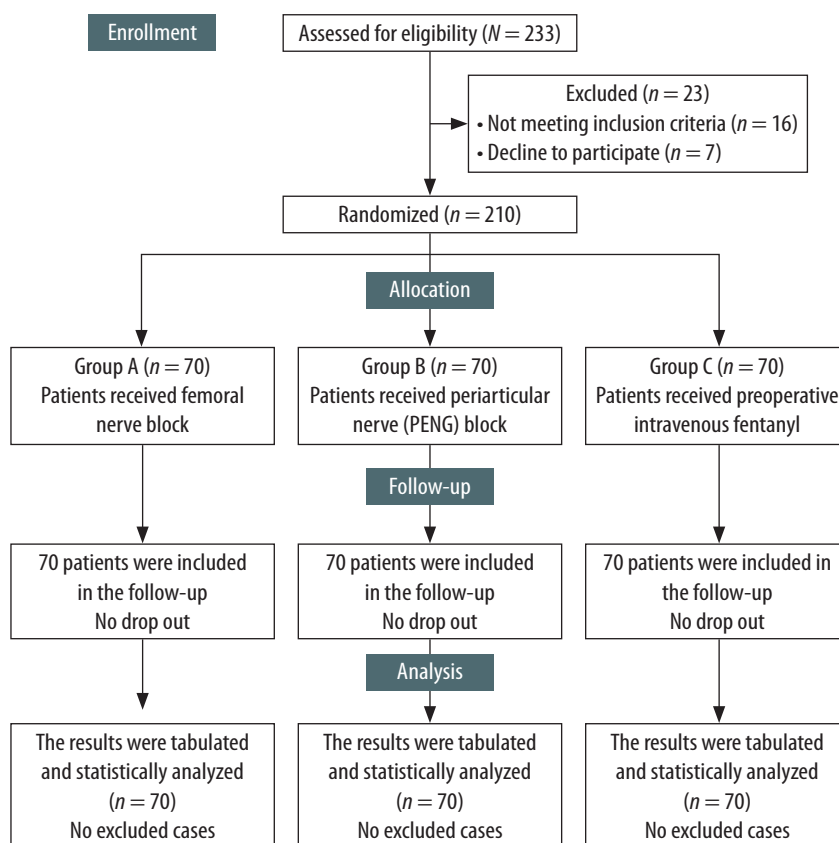 Enrollment
Assessed for eligibility (N = 233)
Excluded (n = 23)
• Not meeting inclusion criteria (n = 16)
• Decline to participate (n = 7)
Randomized (n = 210)
Allocation
Group A (n = 70)
Patients received femoral
nerve block
Group B (n = 70)
Patients received periarticular
nerve (PENG) block
Group C (n = 70)
Patients received preoperative
intravenous fentanyl
Follow-up
70 patients were included
in the follow-up
No drop out
70 patients were included
in the follow-up
No drop out
70 patients were included in
the follow-up
No drop out
Analysis
The results were tabulated
and statistically analyzed
(n = 70)
No excluded cases
The results were tabulated
and statistically analyzed
(n = 70)
No excluded cases
The results were tabulated
and statistically analyzed
(n = 70)
No excluded cases